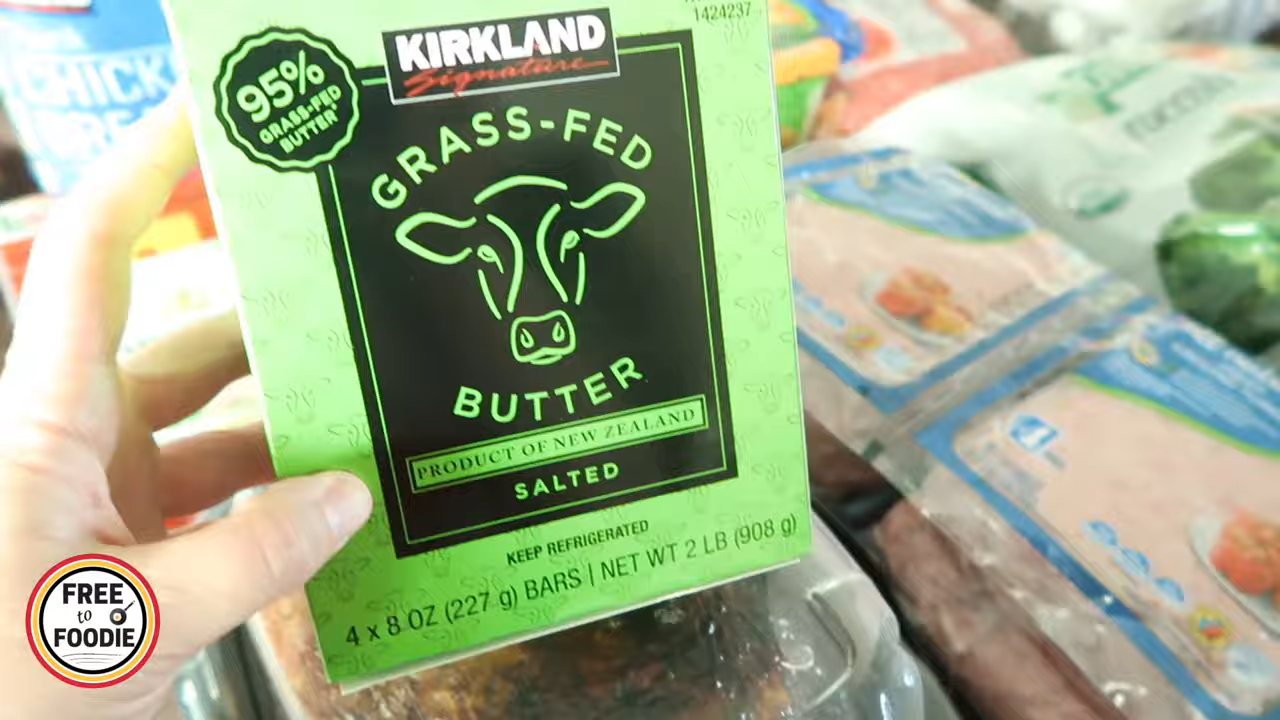 1424237
KIRKLAND
Signature
95%
GRASS-FED
BUTTER*
GRASS-FED
BUTTER
PRODUCT OF NEW ZEALAND
SALTED
KEEP REFRIGERATED
4 x 8 OZ (227 g) BARS | NET WT 2 LB (908 g)
CHICK
FREE
to
FOODIE